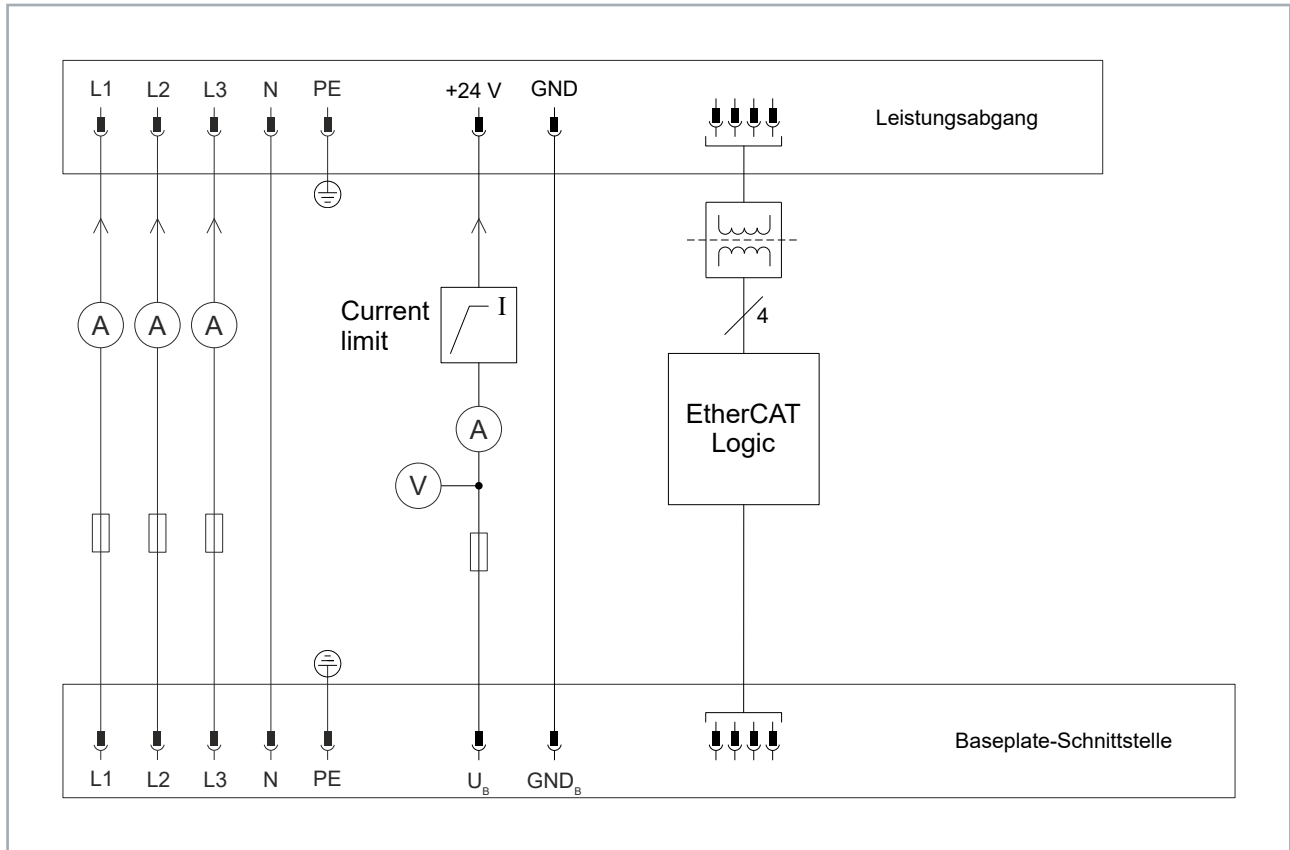 L1 L2 L3 N PE +24 V GND
Leistungsabgang
Current
limit
I
A A A
4
EtherCAT
Logic
A
V
Baseplate-Schnittstelle
L1 L2 L3 N PE UB GNDB